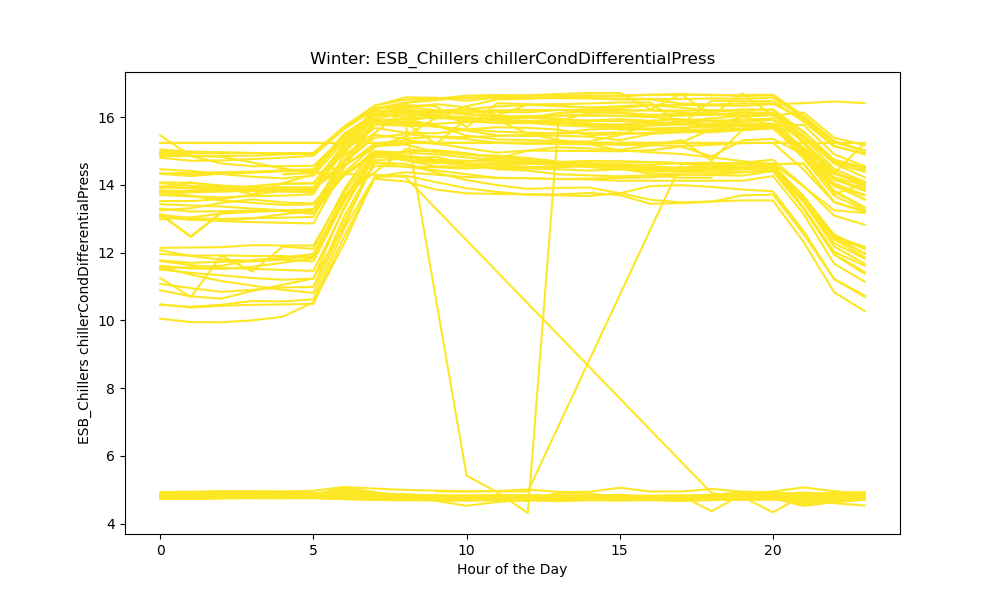 Winter: ESB_Chillers chillerCondDifferentialPress
ESB_Chillers chillerCondDifferentialPress
16
14
12
10
8
6
4
0 5 10 15 20
Hour of the Day